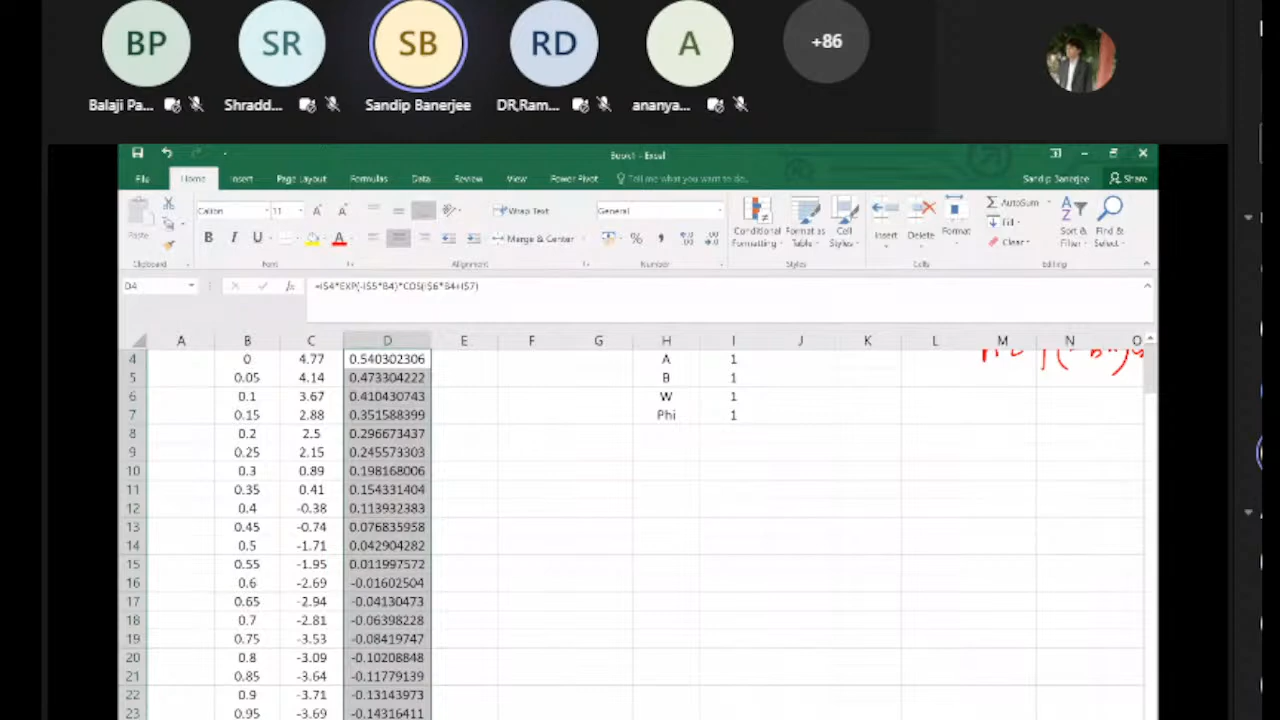 BP SR SB RD A +86
Balaji Pa... Shradd... Sandip Banerjee DR,Ram... ananya...
Book1 - Excel
File Home Insert Page Layout Formulas Data Review View Power Pivot Tell me what you want to do.. Sandip Banerjee Share
Paste Calibri 11 A A Wrap Text General Conditional Format as Cell Insert Delete Format AutoSum Sort & Find &
Formatting Table Styles Fill Filter Select
B I U A Merge & Center % , Clear
Clipboard Font Alignment Number Styles Cells Editing
D4 fx
A B C D E F G H I J K L M N O
4 0 4.77 0.540302306 A 1
5 0.05 4.14 0.473304222 B 1
6 0.1 3.67 0.410430743 W 1
7 0.15 2.88 0.351588399 Phi 1
8 0.2 2.5 0.296673437
9 0.25 2.15 0.245573303
10 0.3 0.89 0.198168006
11 0.35 0.41 0.154331404
12 0.4 -0.38 0.113932383
13 0.45 -0.74 0.076835958
14 0.5 -1.71 0.042904282
15 0.55 -1.95 0.011997572
16 0.6 -2.69 -0.01602504
17 0.65 -2.94 -0.04130473
18 0.7 -2.81 -0.06398228
19 0.75 -3.53 -0.08419747
20 0.8 -3.09 -0.10208848
21 0.85 -3.64 -0.11779139
22 0.9 -3.71 -0.13143973
23 0.95 -3.69 -0.14316411